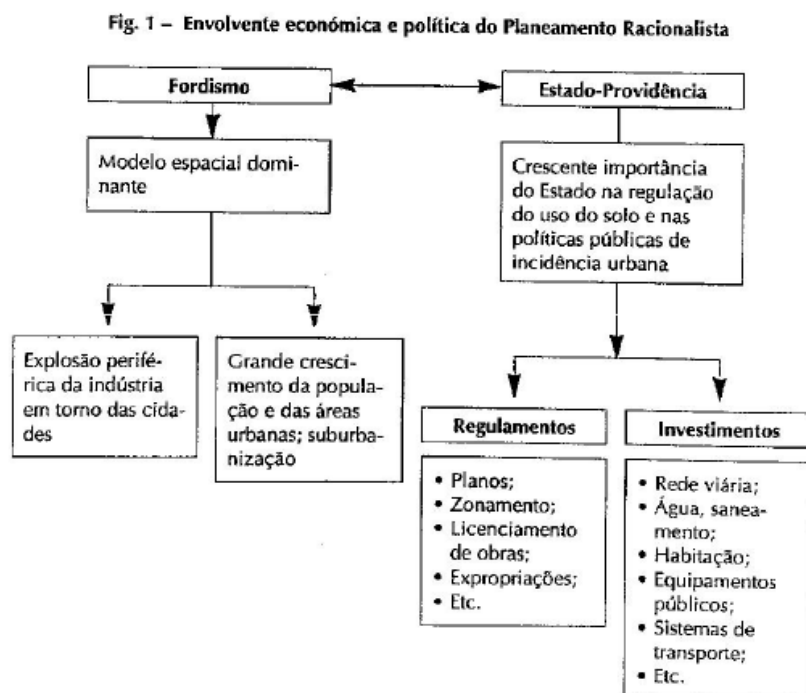 Fig. 1 – Envolvente económica e política do Planeamento Racionalista
Fordismo
Estado-Providência
Modelo espacial domi-
nante
Crescente importância
do Estado na regulação
do uso do solo e nas
políticas públicas de
incidência urbana
Explosão perifé-
rica da indústria
em torno das cida-
des
Grande cresci-
mento da popula-
ção e das áreas
urbanas; suburba-
nização
Regulamentos
Investimentos
• Planos;
• Zonamento;
• Licenciamento
de obras;
• Expropriações;
• Etc.
• Rede viária;
• Água, sanea-
mento;
• Habitação;
• Equipamentos
públicos;
• Sistemas de
transporte;
• Etc.